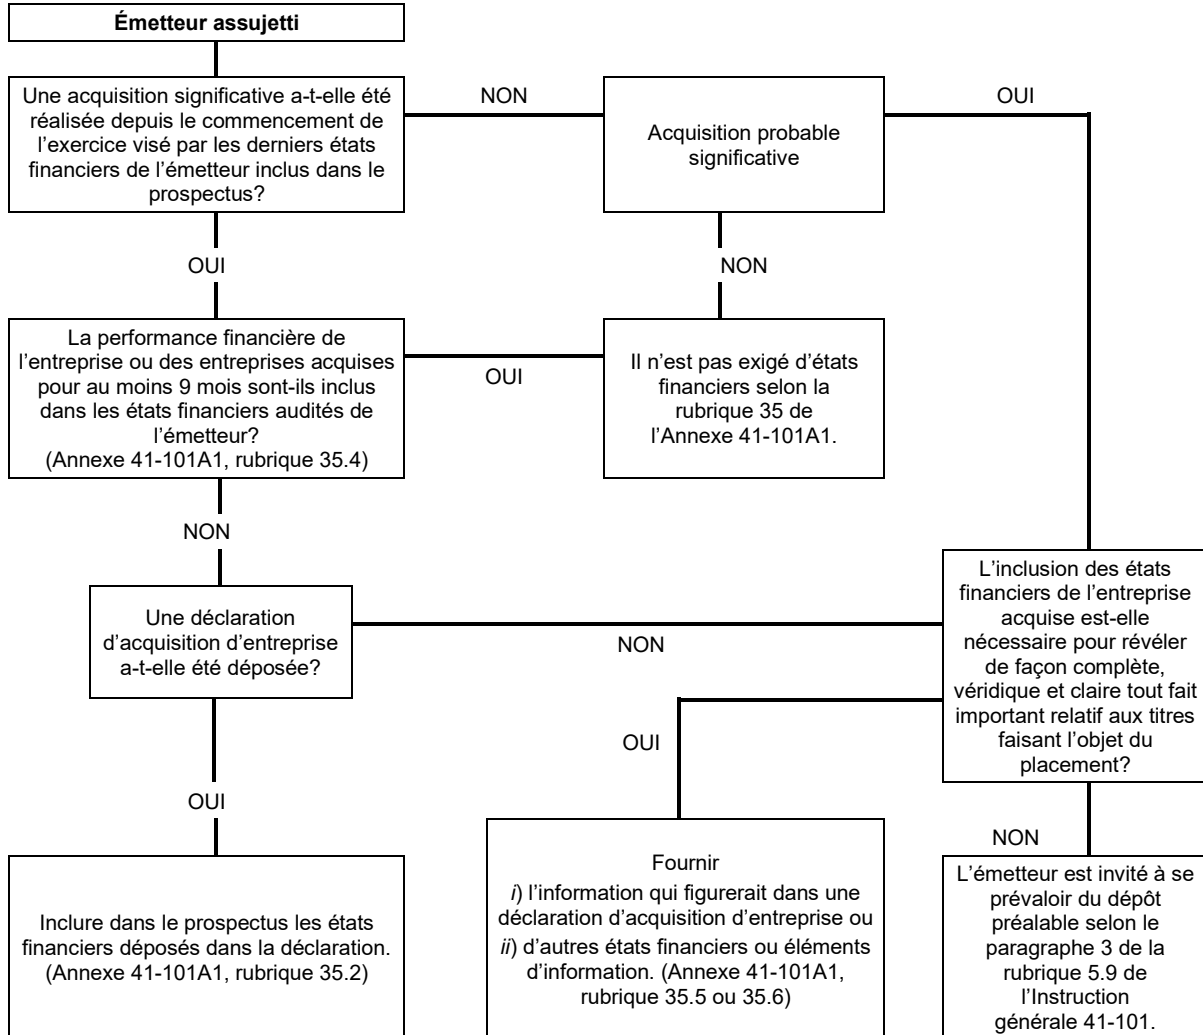 Émetteur assujetti
Une acquisition significative a-t-elle été
réalisée depuis le commencement de
l’exercice visé par les derniers états
financiers de l’émetteur inclus dans le
prospectus?
NON
Acquisition probable
significative
OUI
OUI
NON
La performance financière de
l’entreprise ou des entreprises acquises
pour au moins 9 mois sont-ils inclus
dans les états financiers audités de
l’émetteur?
(Annexe 41-101A1, rubrique 35.4)
OUI
Il n’est pas exigé d’états
financiers selon la
rubrique 35 de
l’Annexe 41-101A1.
NON
Une déclaration
d’acquisition d’entreprise
a-t-elle été déposée?
NON
L’inclusion des états
financiers de l’entreprise
acquise est-elle
nécessaire pour révéler
de façon complète,
véridique et claire tout fait
important relatif aux titres
faisant l’objet du
placement?
OUI
OUI
NON
Inclure dans le prospectus les états
financiers déposés dans la déclaration.
(Annexe 41-101A1, rubrique 35.2)
Fournir
i) l’information qui figurerait dans une
déclaration d’acquisition d’entreprise ou
ii) d’autres états financiers ou éléments
d’information. (Annexe 41-101A1,
rubrique 35.5 ou 35.6)
L’émetteur est invité à se
prévaloir du dépôt
préalable selon le
paragraphe 3 de la
rubrique 5.9 de
l’Instruction
générale 41-101.